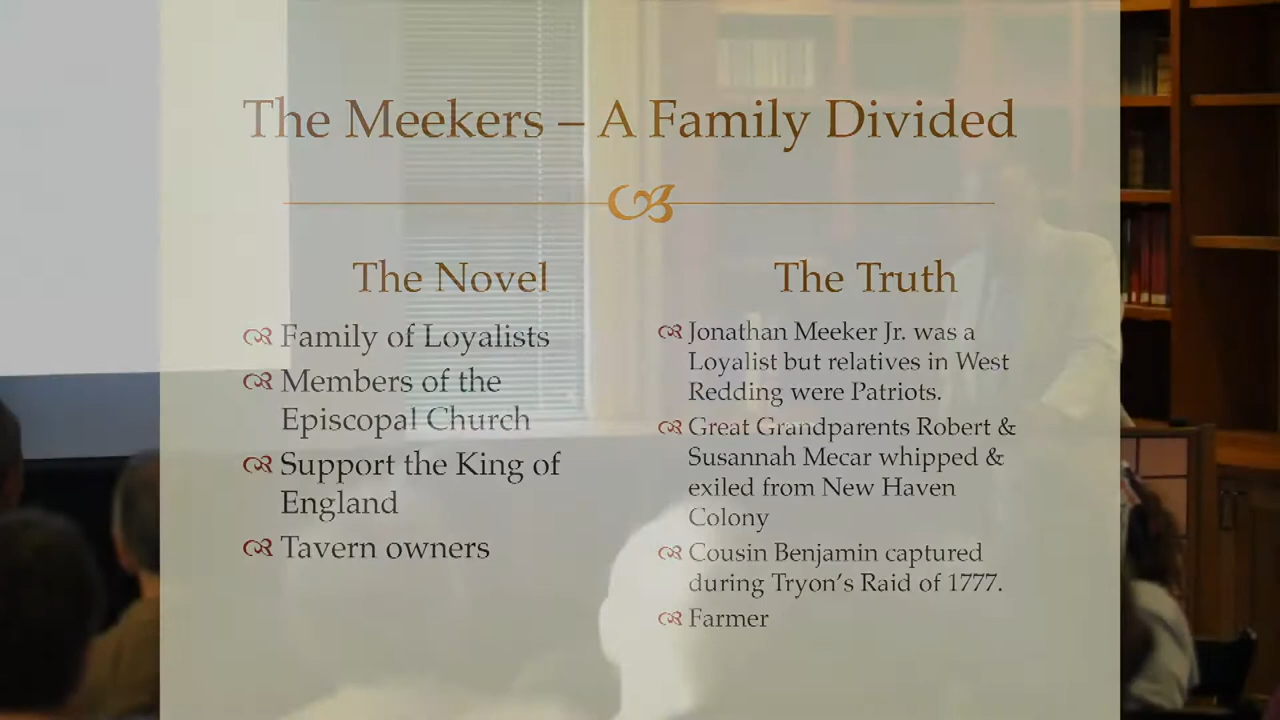 The Meekers – A Family Divided
The Novel
Family of Loyalists
Members of the
Episcopal Church
Support the King of
England
Tavern owners
The Truth
Jonathan Meeker Jr. was a
Loyalist but relatives in West
Redding were Patriots.
Great Grandparents Robert &
Susannah Mecar whipped &
exiled from New Haven
Colony
Cousin Benjamin captured
during Tryon's Raid of 1777.
Farmer